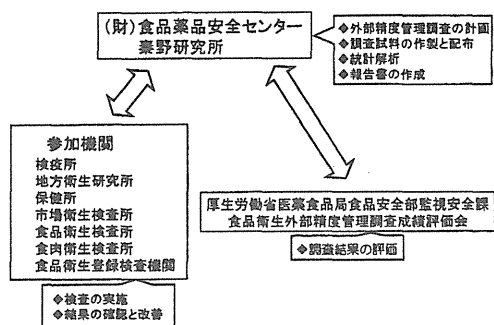 (財)食品薬品安全センター
秦野研究所
◆外部精度管理調査の計画
◆調査試料の作製と配布
◆統計解析
◆報告書の作成
参加機関
検疫所
地方衛生研究所
保健所
市場衛生検査所
食品衛生検査所
食肉衛生検査所
食品衛生登録検査機関
◆検査の実施
◆結果の確認と改善
厚生労働省医薬食品局食品安全部監視安全課
食品衛生外部精度管理調査成績評価会
◆調査結果の評価